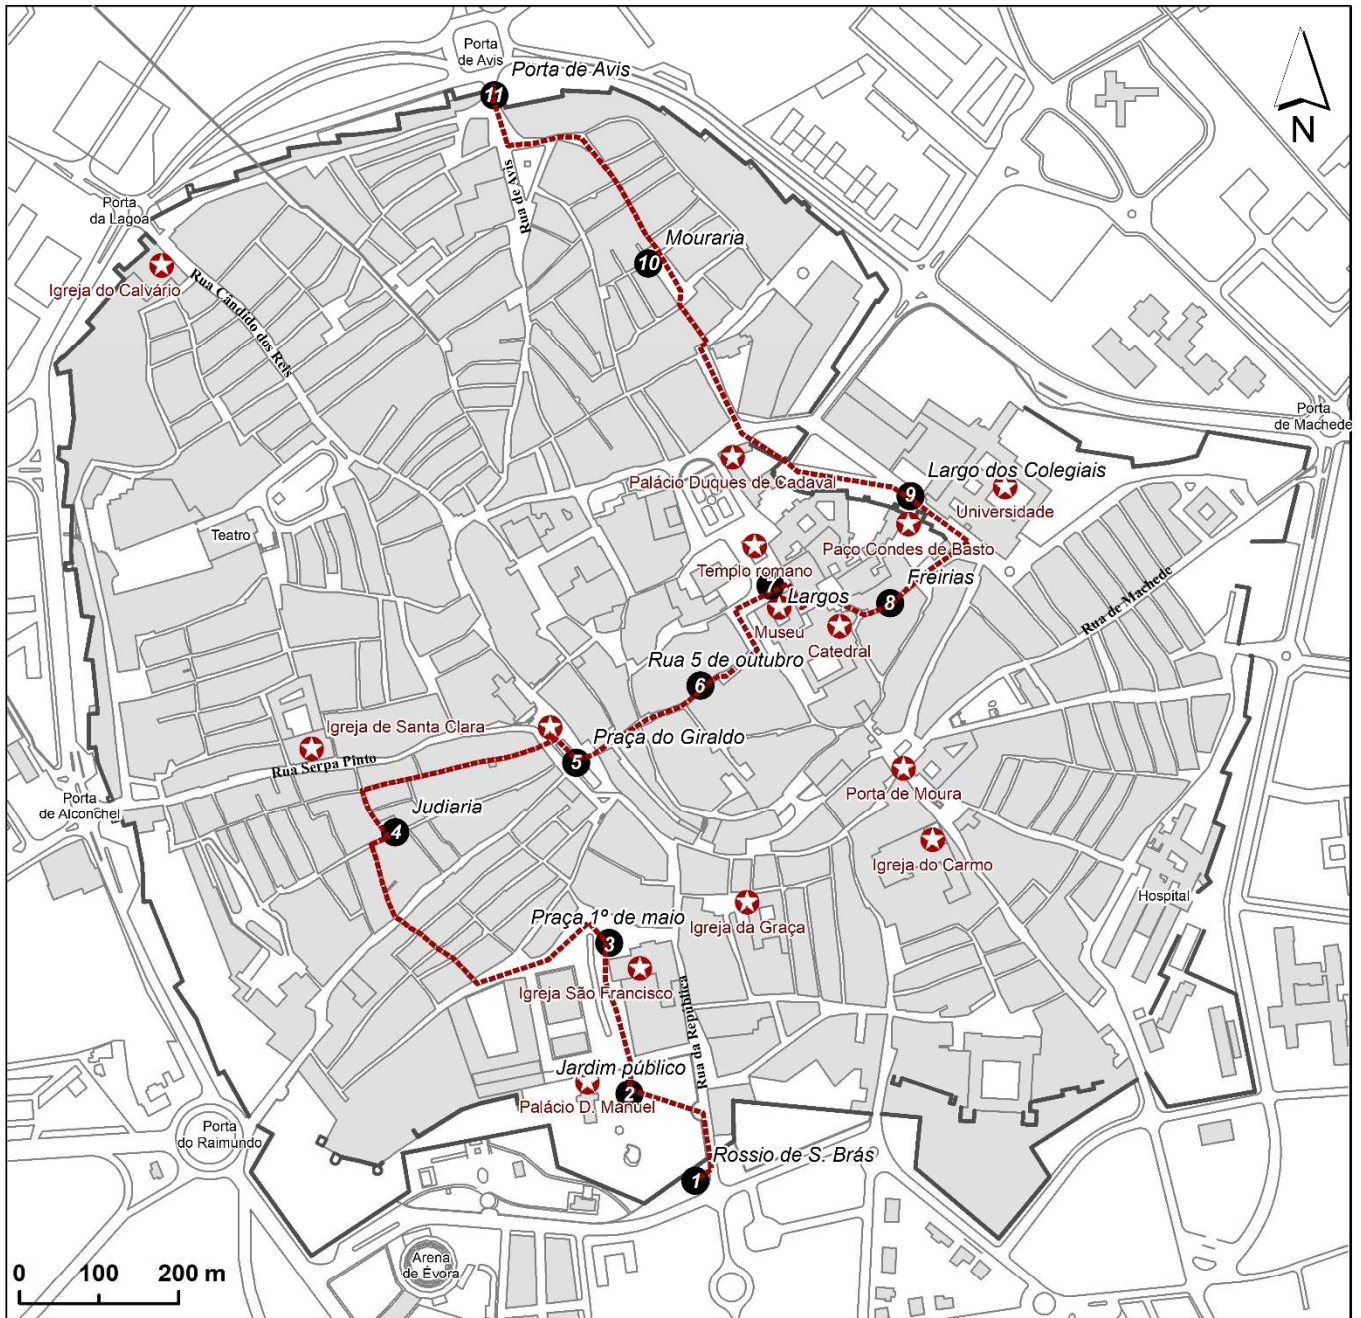 Porta
de Avis
Porta de Avis
11
N
Rua de Avis
Porta
da Lagoa
Mouraria
10
Igreja do Calvário
Rua Cândido dos Reis
Porta
de Machede
Largo dos Colegiais
Palácio Duques de Cadaval
9
Universidade
Teatro
Paço Condes de Basto
Templo romano
Freirias
7
Largos
8
Rua de Machede
Museu
Catedral
Rua 5 de outubro
6
Igreja de Santa Clara
Praça do Giraldo
5
Rua Serpa Pinto
Porta de Moura
Porta
de Alconchel
Judiaria
4
Igreja do Carmo
Hospital
Praça 1º de maio
Igreja da Graça
3
Igreja São Francisco
Rua da República
Jardim público
2
Palácio D. Manuel
Porta
do Raimundo
Rossio de S. Brás
1
Arena
de Évora
0 100 200 m